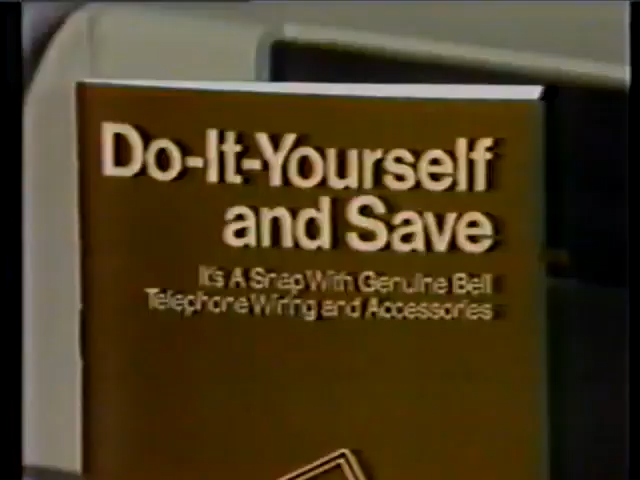 Do-It-Yourself
and Save
It's A Snap With Genuine Bell
Telephone Wiring and Accessories